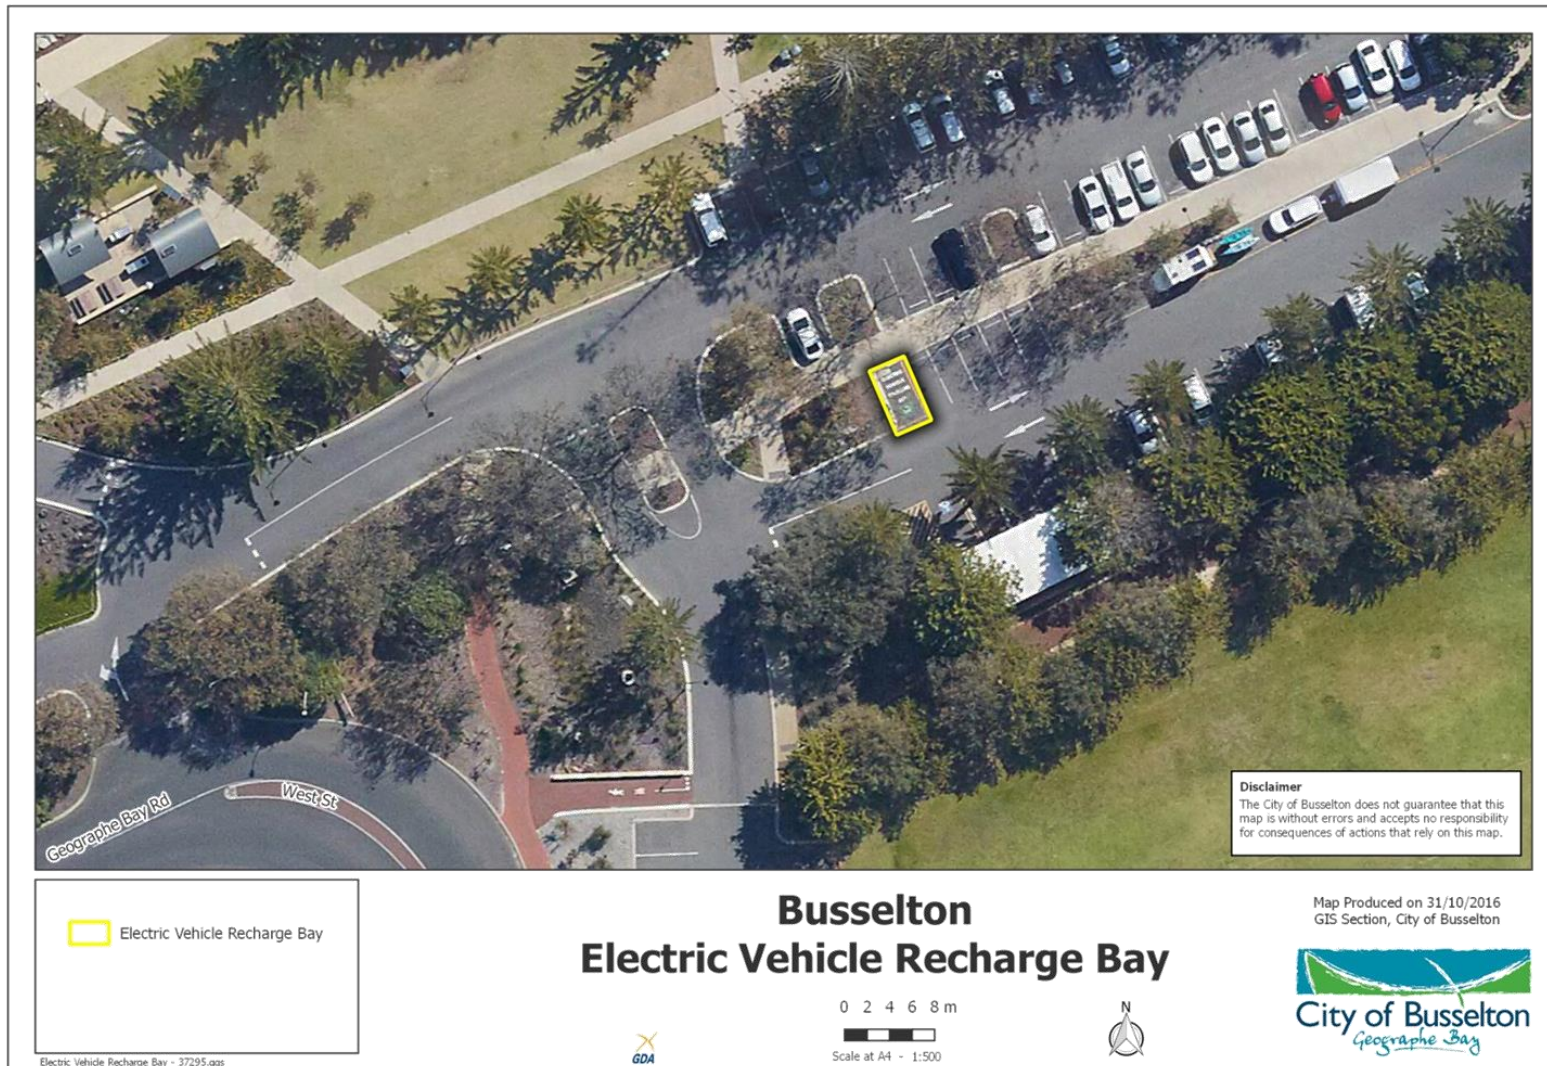 Geographe Bay Rd
West St
Disclaimer
The City of Busselton does not guarantee that this
map is without errors and accepts no responsibility
for consequences of actions that rely on this map.
Electric Vehicle Recharge Bay
Electric Vehicle Recharge Bay - 37295.qgs
Busselton
Electric Vehicle Recharge Bay
0 2 4 6 8 m
Scale at A4 - 1:500
GDA
N
Map Produced on 31/10/2016
GIS Section, City of Busselton
City of Busselton
Geographe Bay